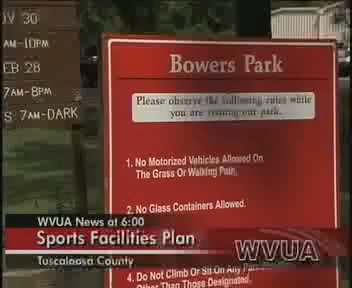 OV 30
AM-10PM
EB 28
7AM-8PM
S 7AM-DARK
Bowers Park
Please observe the following rules while
you are visiting our park.
1. No Motorized Vehicles Allowed On
The Grass Or Walking Path.
2. No Glass Containers Allowed.
WVUA News at 6:00
Sports Facilities Plan
WVUA
Tuscaloosa County
4. Do Not Climb Or Sit On Any
Other Than Those Designated.